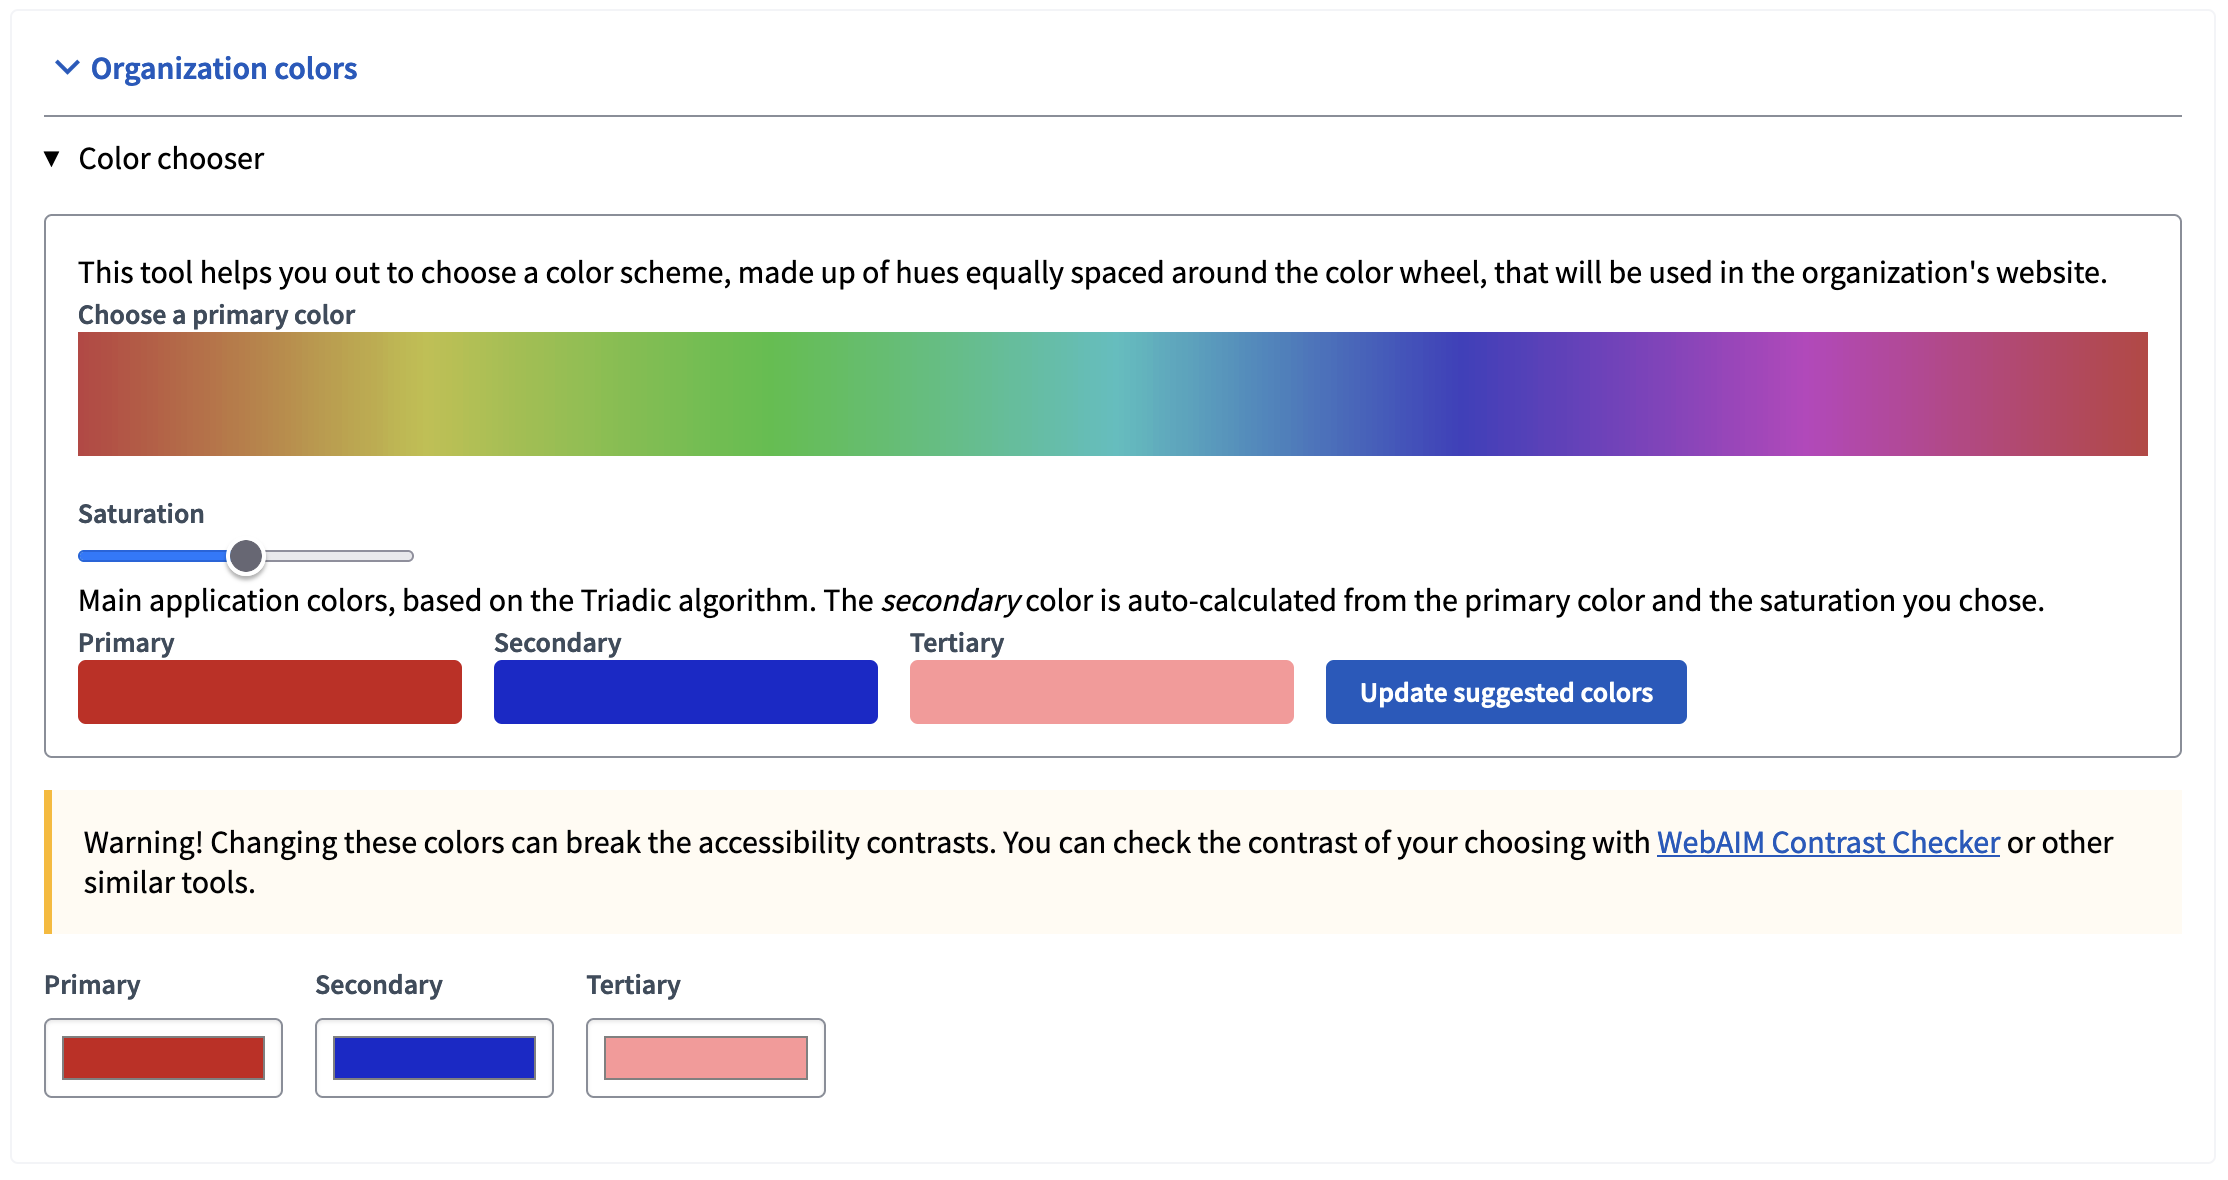 Organization colors
Color chooser
This tool helps you out to choose a color scheme, made up of hues equally spaced around the color wheel, that will be used in the organization's website.
Choose a primary color
Saturation
Main application colors, based on the Triadic algorithm. The secondary color is auto-calculated from the primary color and the saturation you chose.
Primary Secondary Tertiary
Update suggested colors
Warning! Changing these colors can break the accessibility contrasts. You can check the contrast of your choosing with WebAIM Contrast Checker or other
similar tools.
Primary Secondary Tertiary